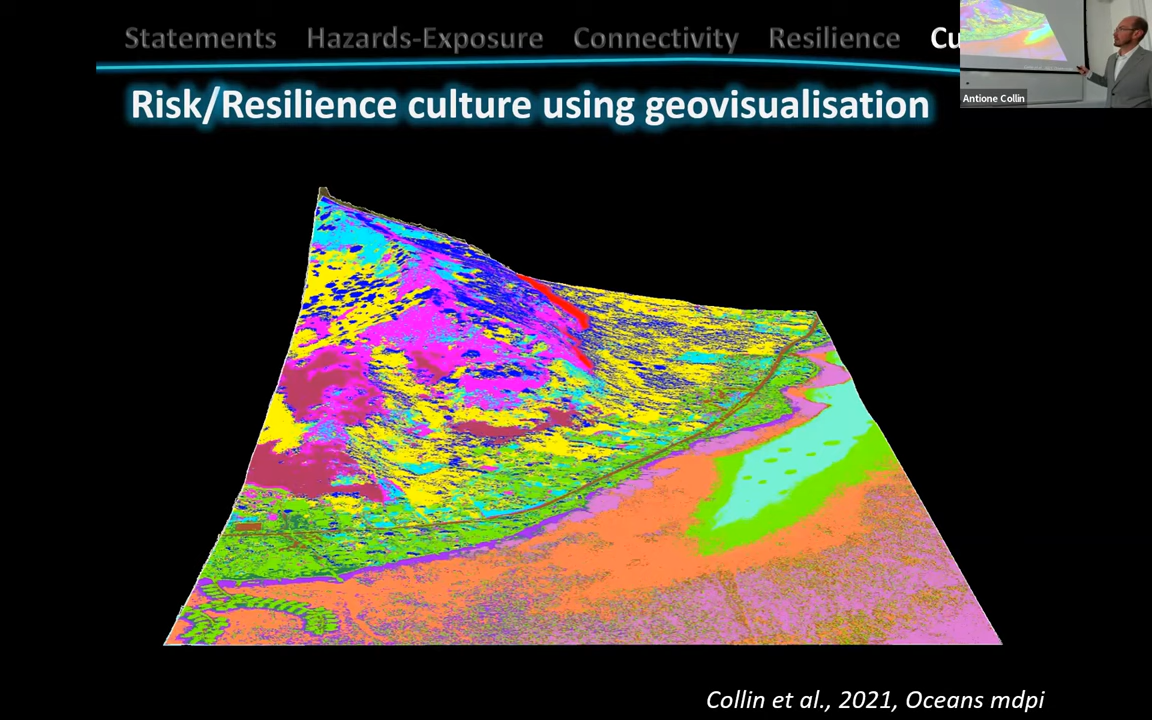 Statements Hazards-Exposure Connectivity Resilience Cu
Antione Collin
Risk/Resilience culture using geovisualisation
Collin et al., 2021, Oceans mdpi